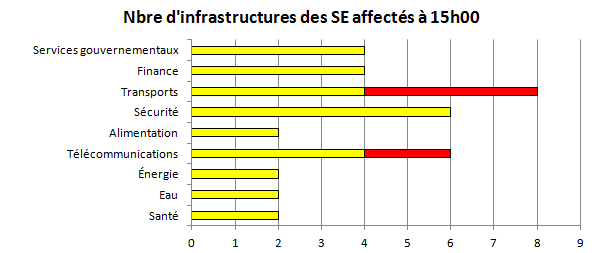 Nbre d'infrastructures des SE affectés à 15h00
Services gouvernementaux
Finance
Transports
Sécurité
Alimentation
Télécommunications
Énergie
Eau
Santé
0 1 2 3 4 5 6 7 8 9